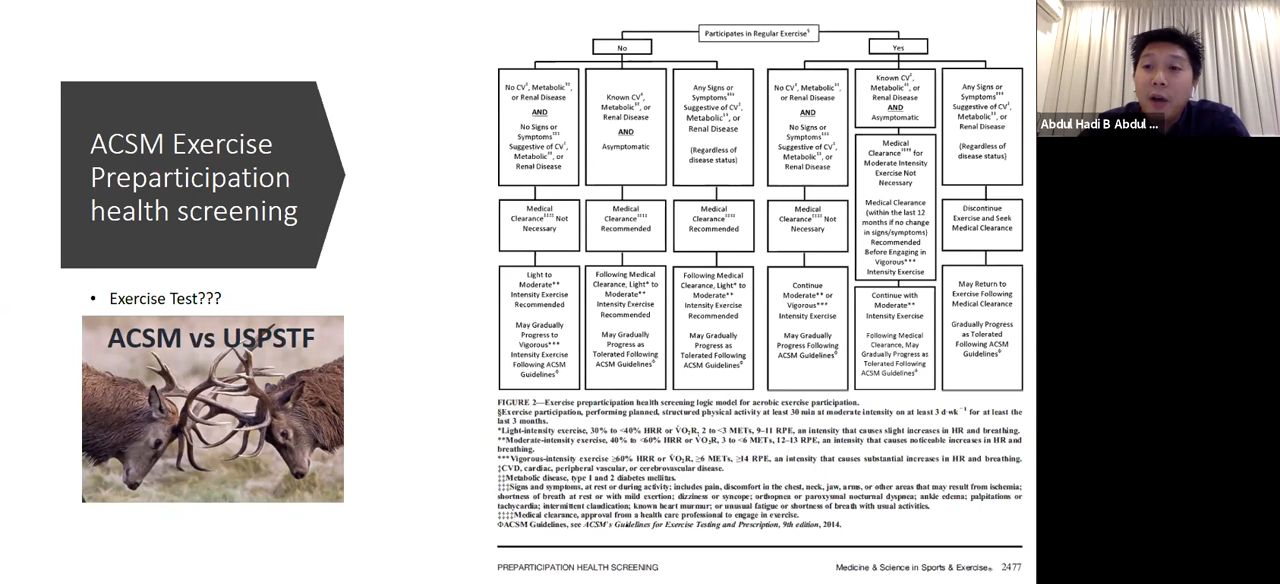 ACSM Exercise
Preparticipation
health screening
• Exercise Test???
ACSM vs USPSTF
Participates in Regular Exercise§
No
Yes
No CV‡, Metabolic‡‡,
or Renal Disease
AND
No Signs or
Symptoms‡‡‡
Suggestive of CV‡,
Metabolic‡‡, or
Renal Disease
Medical
Clearance‡‡‡‡ Not
Necessary
Light to
Moderate**
Intensity Exercise
Recommended
May Gradually
Progress to
Vigorous***
Intensity Exercise
Following ACSM
GuidelinesΦ
Known CV‡,
Metabolic‡‡, or
Renal Disease
AND
Asymptomatic
Medical
Clearance‡‡‡‡
Recommended
Following Medical
Clearance, Light* to
Moderate**
Intensity Exercise
Recommended
May Gradually
Progress as
Tolerated Following
ACSM GuidelinesΦ
Any Signs or
Symptoms‡‡‡
Suggestive of CV‡,
Metabolic‡‡, or
Renal Disease
(Regardless of
disease status)
Medical
Clearance‡‡‡‡
Recommended
Following Medical
Clearance, Light* to
Moderate**
Intensity Exercise
Recommended
May Gradually
Progress as
Tolerated Following
ACSM GuidelinesΦ
No CV‡, Metabolic‡‡,
or Renal Disease
AND
No Signs or
Symptoms‡‡‡
Suggestive of CV‡,
Metabolic‡‡, or
Renal Disease
Medical
Clearance‡‡‡‡ Not
Necessary
Continue
Moderate** or
Vigorous***
Intensity Exercise
May Gradually
Progress Following
ACSM GuidelinesΦ
Known CV‡,
Metabolic‡‡, or
Renal Disease
AND
Asymptomatic
Medical
Clearance‡‡‡‡ for
Moderate Intensity
Exercise Not
Necessary
Medical Clearance
(within the last 12
months if no change
in signs/symptoms)
Recommended
Before Engaging in
Vigorous***
Intensity Exercise
Continue with
Moderate**
Intensity Exercise
Following Medical
Clearance, May
Gradually Progress as
Tolerated Following
ACSM GuidelinesΦ
Any Signs or
Symptoms‡‡‡
Suggestive of CV‡,
Metabolic‡‡, or
Renal Disease
(Regardless of
disease status)
Discontinue
Exercise and Seek
Medical Clearance
May Return to
Exercise Following
Medical Clearance
Gradually Progress
as Tolerated
Following ACSM
GuidelinesΦ
FIGURE 2—Exercise preparticipation health screening logic model for aerobic exercise participation.
§Exercise participation, performing planned, structured physical activity at least 30 min at moderate intensity on at least 3 d·wk⁻¹ for at least the
last 3 months.
*Light-intensity exercise, 30% to <40% HRR or V̇O₂R, 2 to <3 METs, 9–11 RPE, an intensity that causes slight increases in HR and breathing.
**Moderate-intensity exercise, 40% to <60% HRR or V̇O₂R, 3 to <6 METs, 12–13 RPE, an intensity that causes noticeable increases in HR and
breathing.
***Vigorous-intensity exercise ≥60% HRR or V̇O₂R, ≥6 METs, ≥14 RPE, an intensity that causes substantial increases in HR and breathing.
‡CVD, cardiac, peripheral vascular, or cerebrovascular disease.
‡‡Metabolic disease, type 1 and 2 diabetes mellitus.
‡‡‡Signs and symptoms, at rest or during activity; includes pain, discomfort in the chest, neck, jaw, arms, or other areas that may result from ischemia;
shortness of breath at rest or with mild exertion; dizziness or syncope; orthopnea or paroxysmal nocturnal dyspnea; ankle edema; palpitations or
tachycardia; intermittent claudication; known heart murmur; or unusual fatigue or shortness of breath with usual activities.
‡‡‡‡Medical clearance, approval from a health care professional to engage in exercise.
ΦACSM Guidelines, see ACSM's Guidelines for Exercise Testing and Prescription, 9th edition, 2014.
PREPARTICIPATION HEALTH SCREENING
Medicine & Science in Sports & Exercise® 2477
Abdul Hadi B Abdul ...